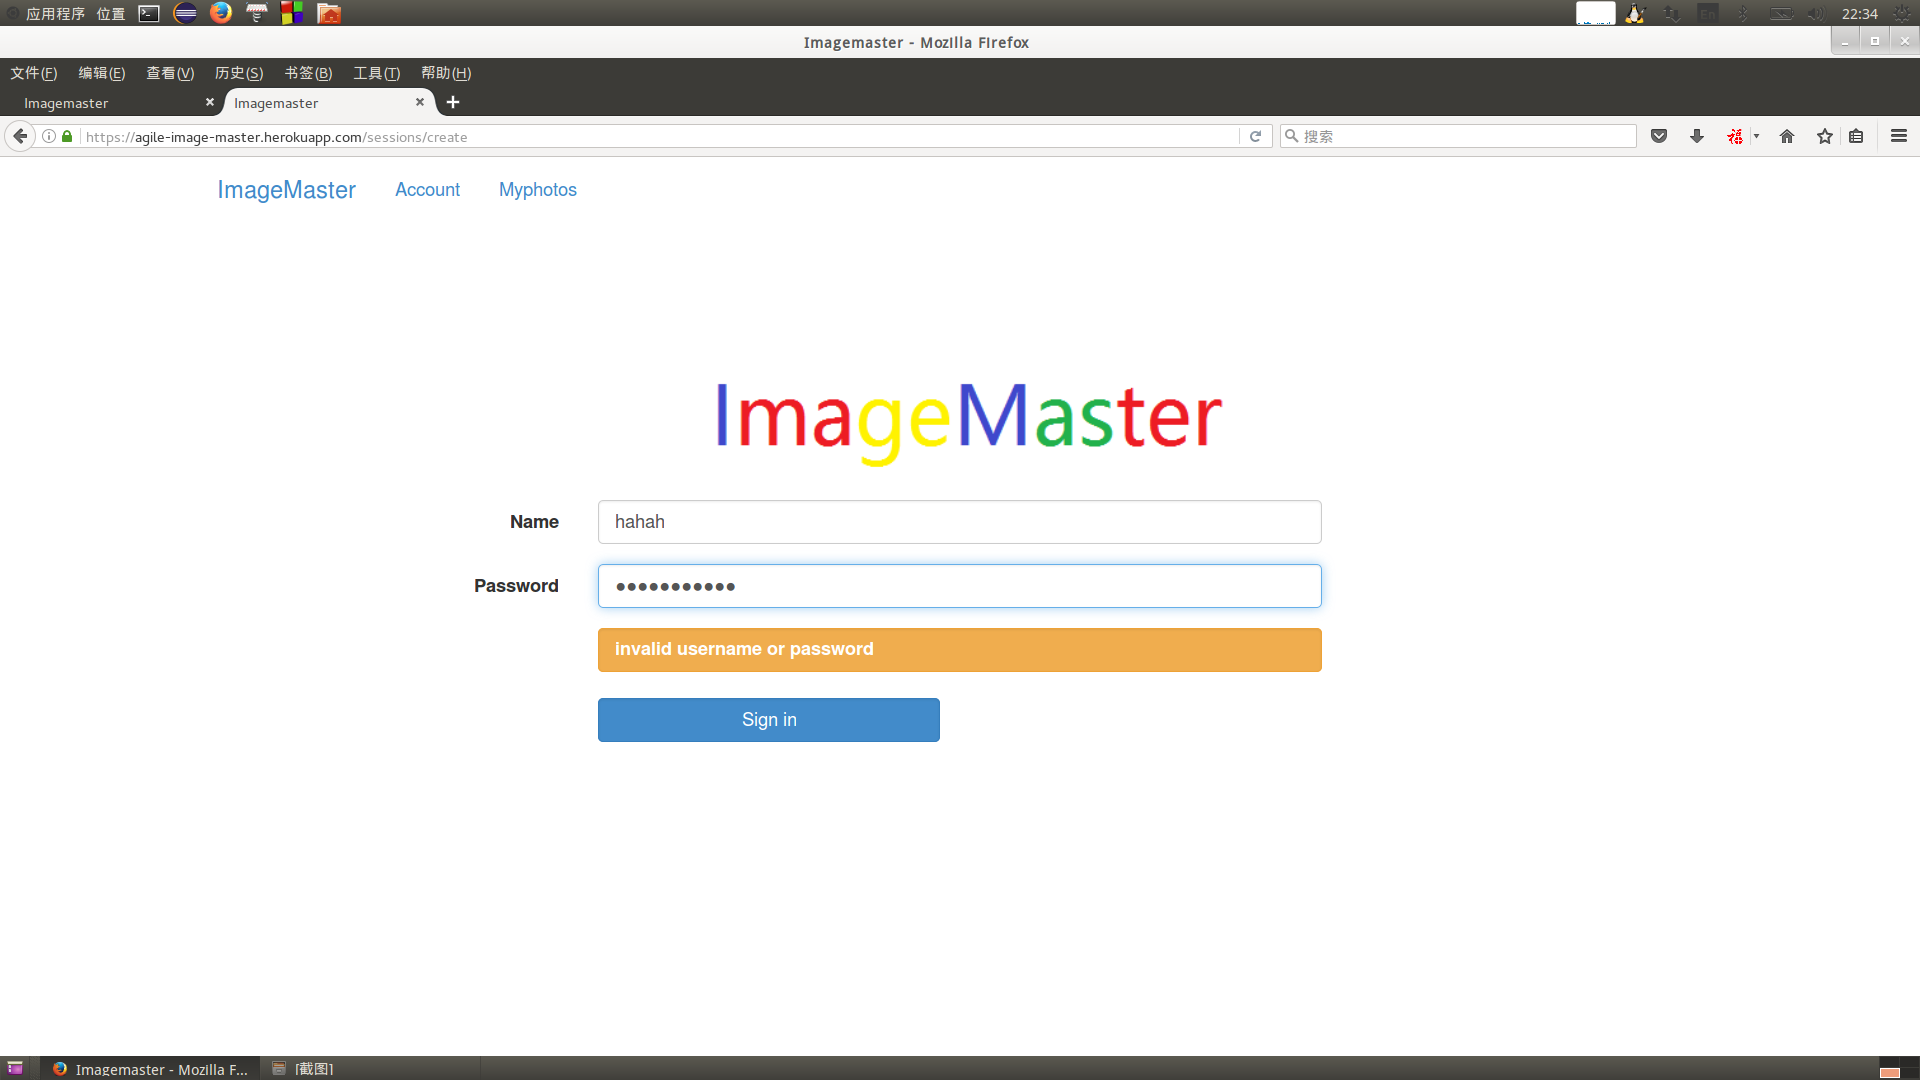 应用程序 位置 En 22:34
Imagemaster - Mozilla Firefox
文件(F) 编辑(E) 查看(V) 历史(S) 书签(B) 工具(T) 帮助(H)
Imagemaster Imagemaster
https://agile-image-master.herokuapp.com/sessions/create 搜索
ImageMaster Account Myphotos
ImageMaster
Name hahah
Password
invalid username or password
Sign in
Imagemaster - Mozilla F... [截图]